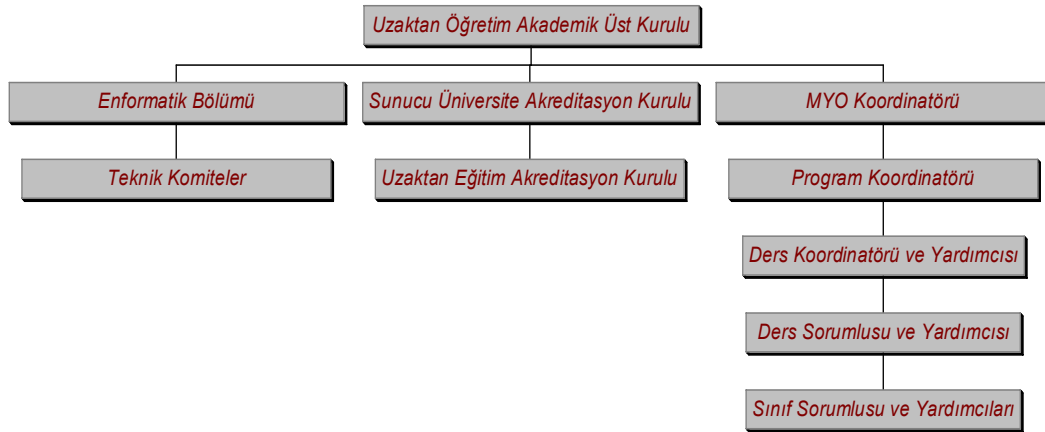 Uzaktan Öğretim Akademik Üst Kurulu
Enformatik Bölümü
Sunucu Üniversite Akreditasyon Kurulu
MYO Koordinatörü
Teknik Komiteler
Uzaktan Eğitim Akreditasyon Kurulu
Program Koordinatörü
Ders Koordinatörü ve Yardımcısı
Ders Sorumlusu ve Yardımcısı
Sınıf Sorumlusu ve Yardımcıları